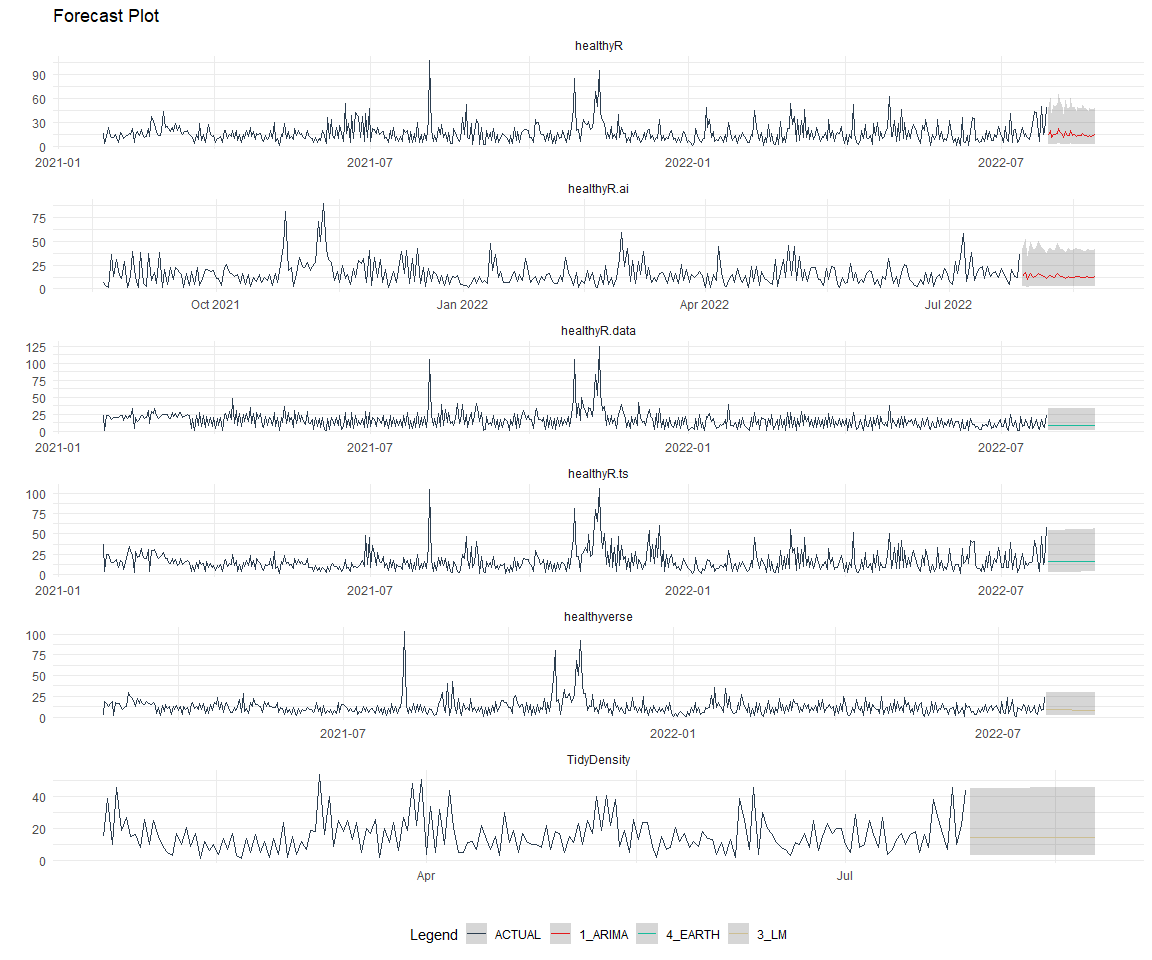 Forecast Plot
healthyR
90
60
30
0
2021-01 2021-07 2022-01 2022-07
healthyR.ai
75
50
25
0
Oct 2021 Jan 2022 Apr 2022 Jul 2022
healthyR.data
125
100
75
50
25
0
2021-01 2021-07 2022-01 2022-07
healthyR.ts
100
75
50
25
0
2021-01 2021-07 2022-01 2022-07
healthyverse
100
75
50
25
0
2021-07 2022-01 2022-07
TidyDensity
40
20
0
Apr Jul
Legend ACTUAL 1_ARIMA 4_EARTH 3_LM